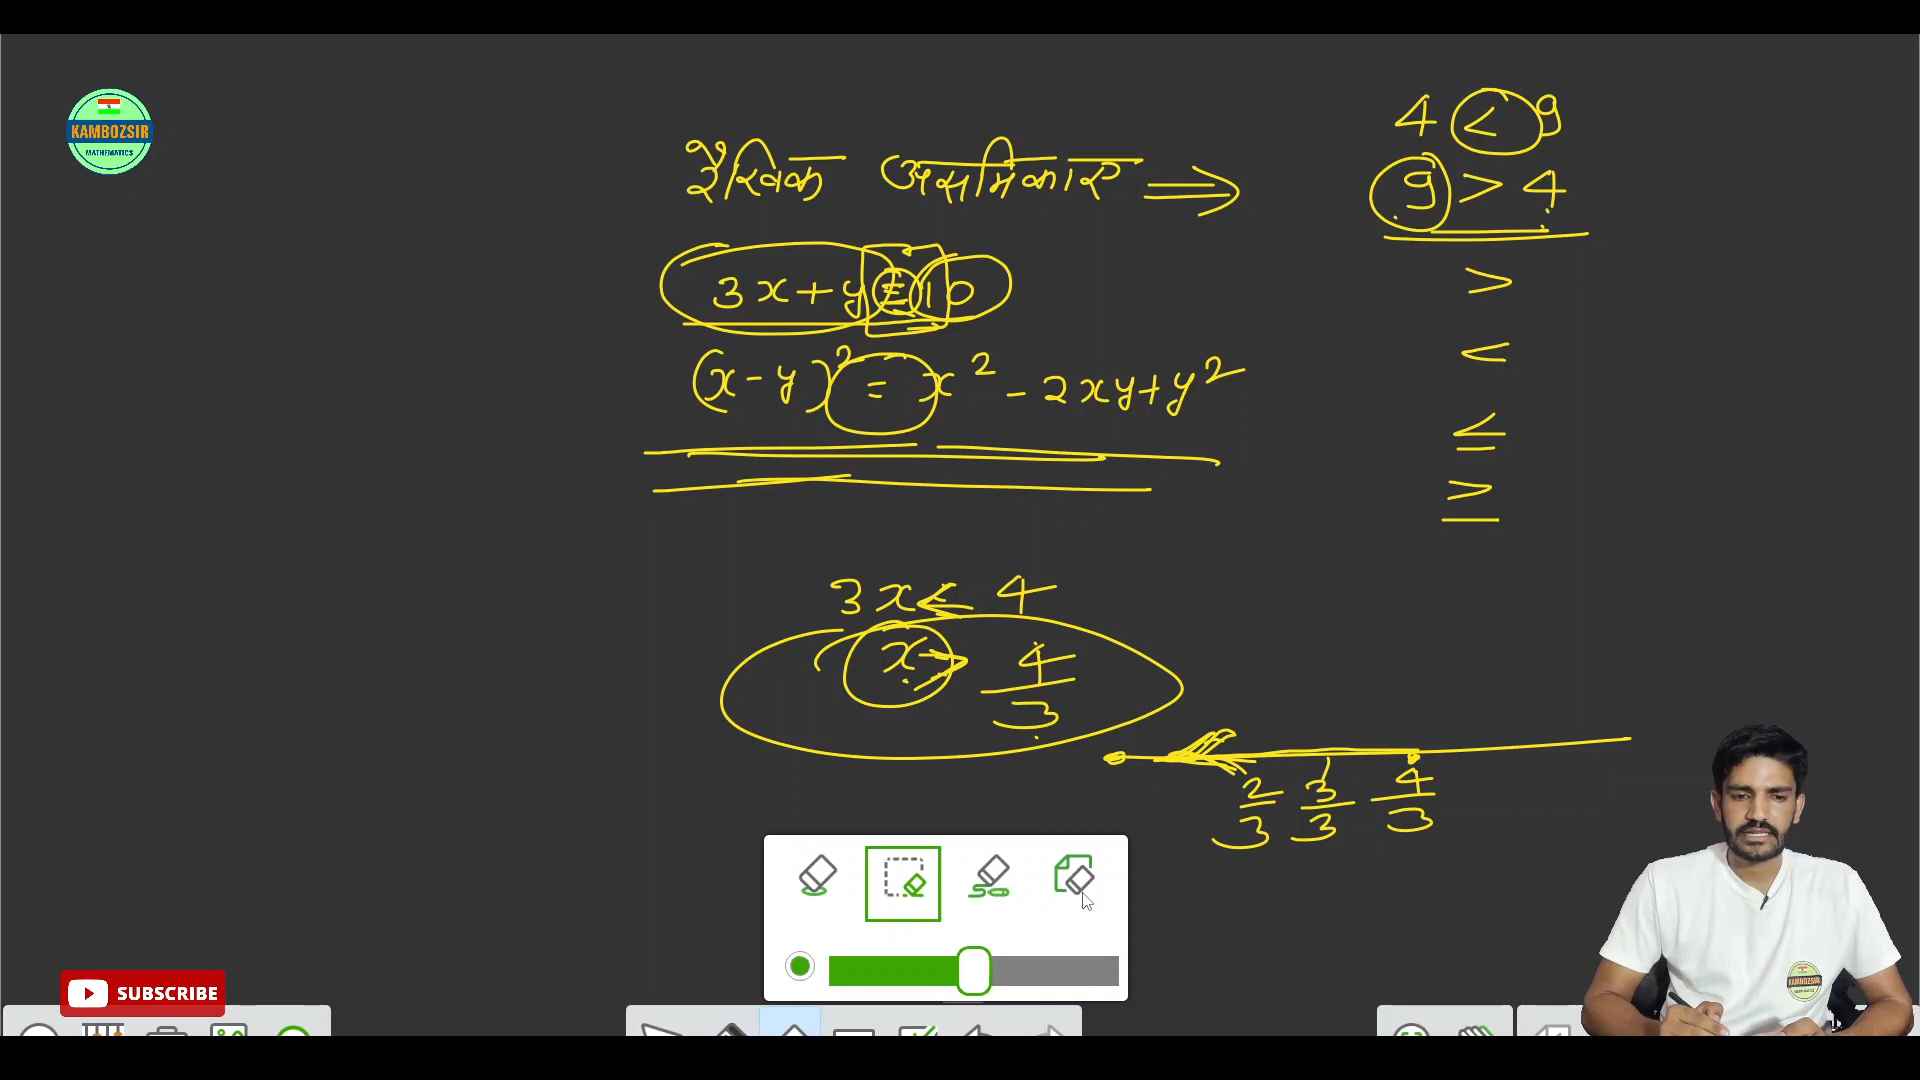 KAMBOZSIR
MATHEMATICS
रैखिक असमिकाए ⇒
3x+y=10
(x-y)² = x² - 2xy+y²
4 < 9
9 > 4
>
<
≤
≥
3x< 4
x > 4/3
2/3 3/3 4/3
SUBSCRIBE
KAMBOZSIR